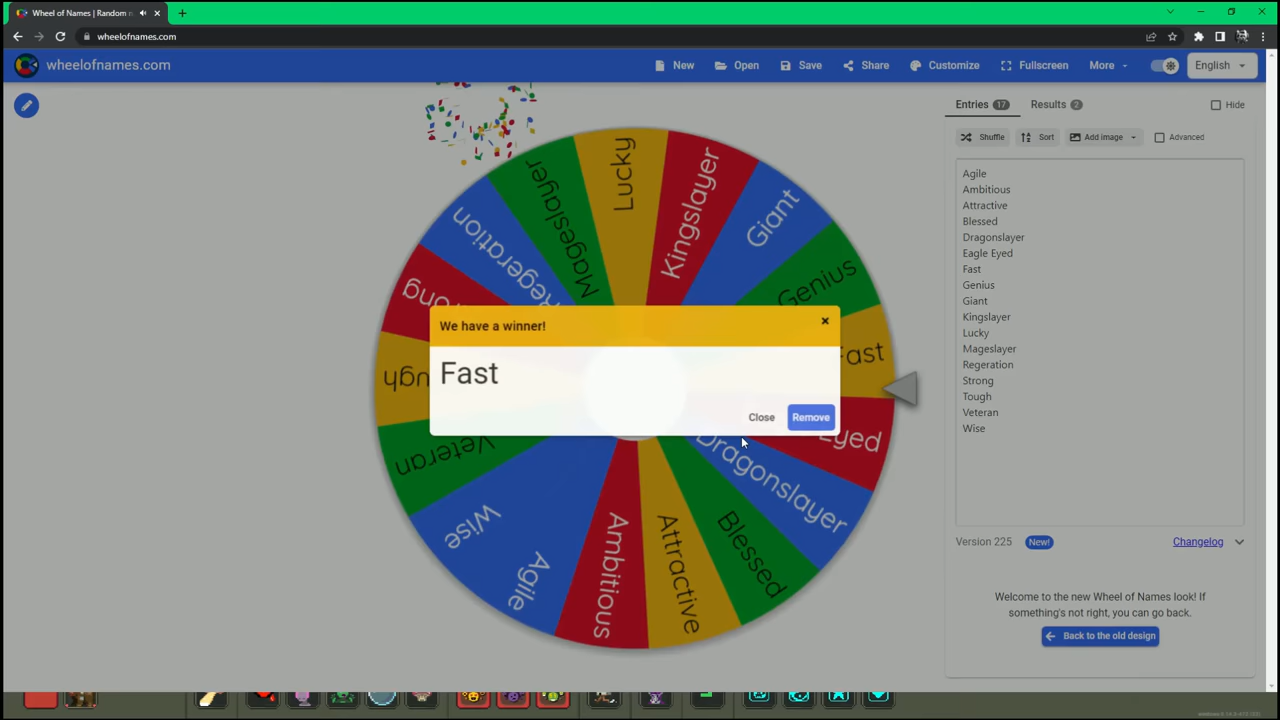 Wheel of Names | Random n
wheelofnames.com
wheelofnames.com
New
Open
Save
Share
Customize
Fullscreen
More
English
Entries 17
Results 2
Hide
Shuffle
Sort
Add image
Advanced
Agile
Ambitious
Attractive
Blessed
Dragonslayer
Eagle Eyed
Fast
Genius
Giant
Kingslayer
Lucky
Mageslayer
Regeration
Strong
Tough
Veteran
Wise
Version 225
New!
Changelog
Welcome to the new Wheel of Names look! If
something's not right, you can go back.
Back to the old design
Lucky
Kingslayer
Giant
Genius
Fast
Eyed
Dragonslayer
Blessed
Attractive
Ambitious
Agile
Wise
Veteran
ugh
rong
Regeration
Mageslayer
We have a winner!
Fast
Close
Remove